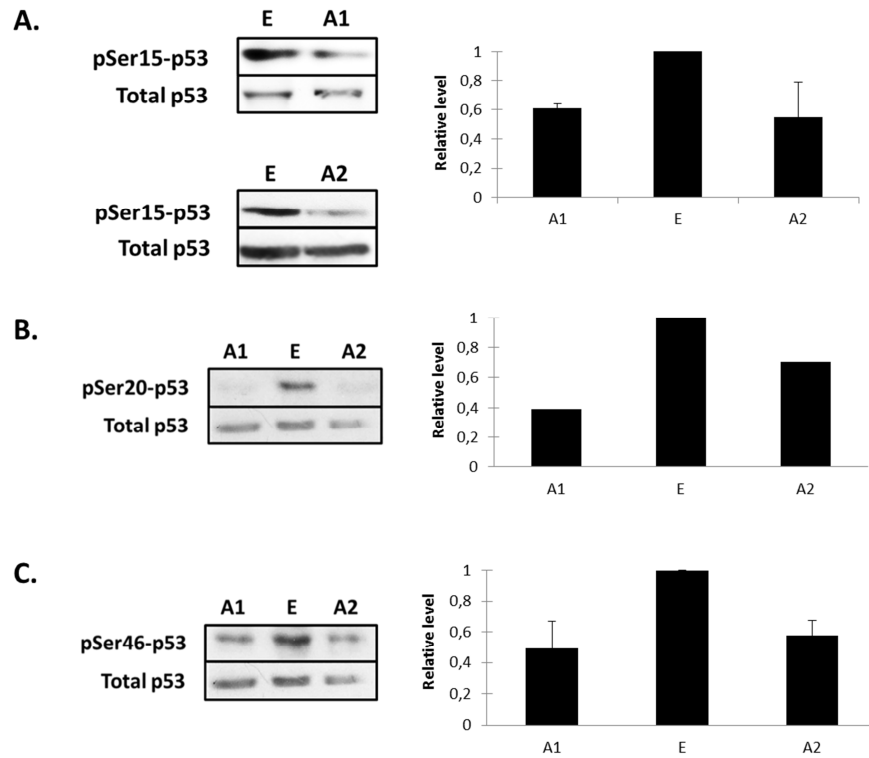 A.
E A1
pSer15-p53
Total p53
E A2
pSer15-p53
Total p53
Relative level
1
0,8
0,6
0,4
0,2
0
A1 E A2
B.
A1 E A2
pSer20-p53
Total p53
Relative level
1
0,8
0,6
0,4
0,2
0
A1 E A2
C.
A1 E A2
pSer46-p53
Total p53
Relative level
1
0,8
0,6
0,4
0,2
0
A1 E A2